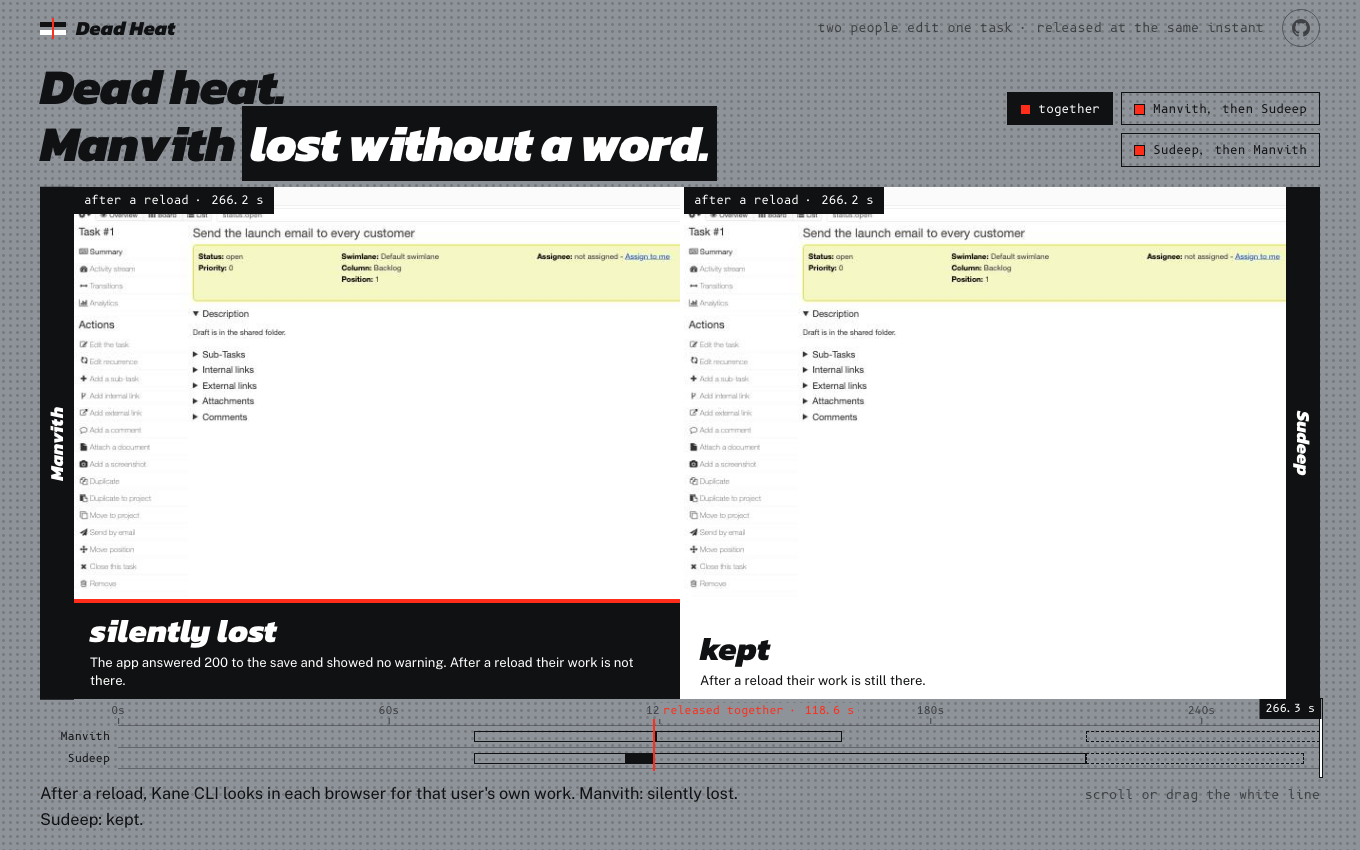 Dead Heat
two people edit one task · released at the same instant
Dead heat.
Manvith lost without a word.
together
Manvith, then Sudeep
Sudeep, then Manvith
Manvith
after a reload · 266.2 s
Overview Board List status:open
Task #1
Summary
Activity stream
Transitions
Analytics
Actions
Edit the task
Edit recurrence
Add a sub-task
Add internal link
Add external link
Add a comment
Attach a document
Add a screenshot
Duplicate
Duplicate to project
Move to project
Send by email
Move position
Close this task
Remove
Send the launch email to every customer
Status: open
Priority: 0
Swimlane: Default swimlane
Column: Backlog
Position: 1
Assignee: not assigned - Assign to me
Description
Draft is in the shared folder.
Sub-Tasks
Internal links
External links
Attachments
Comments
silently lost
The app answered 200 to the save and showed no warning. After a reload their work is not
there.
after a reload · 266.2 s
Overview Board List status:open
Task #1
Summary
Activity stream
Transitions
Analytics
Actions
Edit the task
Edit recurrence
Add a sub-task
Add internal link
Add external link
Add a comment
Attach a document
Add a screenshot
Duplicate
Duplicate to project
Move to project
Send by email
Move position
Close this task
Remove
Send the launch email to every customer
Status: open
Priority: 0
Swimlane: Default swimlane
Column: Backlog
Position: 1
Assignee: not assigned - Assign to me
Description
Draft is in the shared folder.
Sub-Tasks
Internal links
External links
Attachments
Comments
kept
After a reload their work is still there.
Sudeep
0s 60s 12 released together · 118.6 s 180s 240s 266.3 s
Manvith
Sudeep
After a reload, Kane CLI looks in each browser for that user's own work. Manvith: silently lost.
Sudeep: kept.
scroll or drag the white line